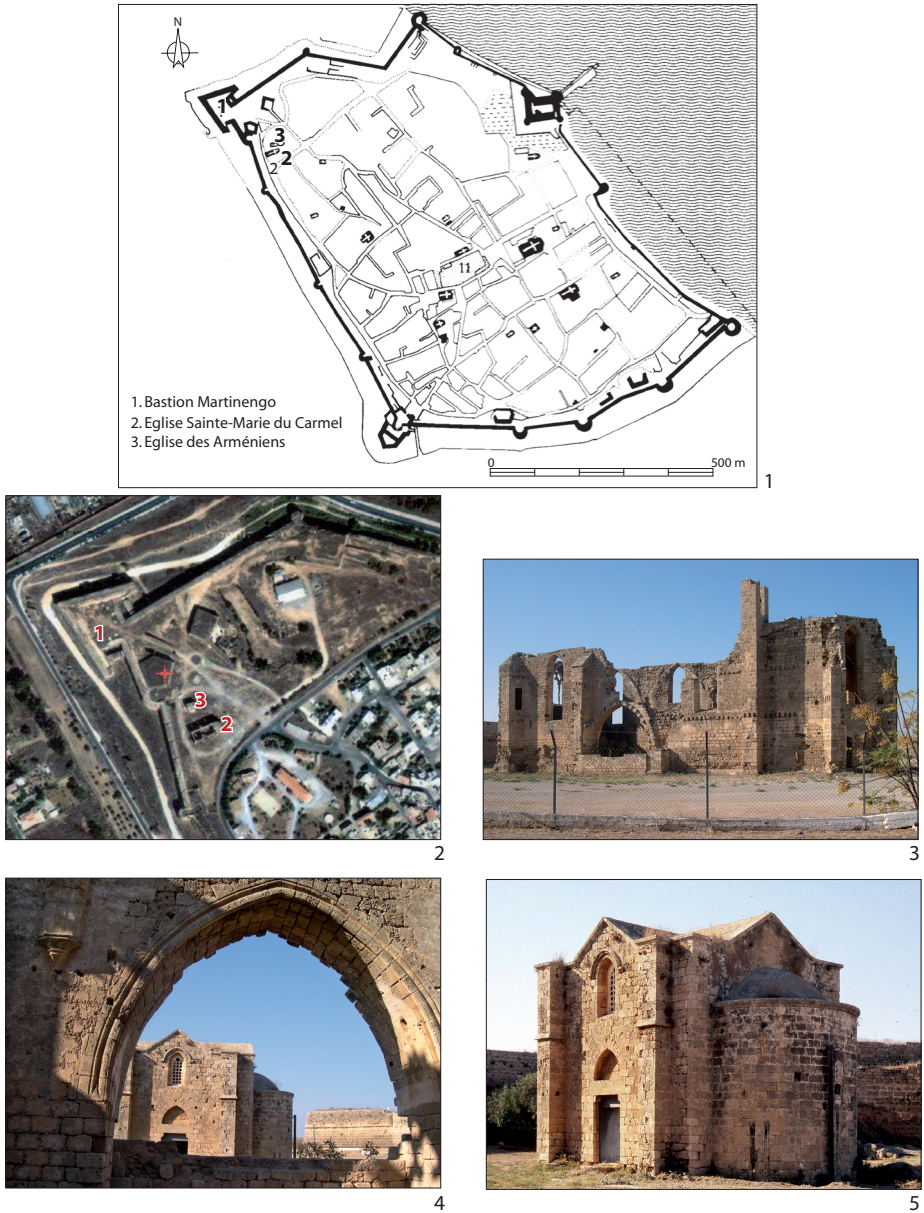 N
1
3
2
2
11
1. Bastion Martinengo
2. Eglise Sainte-Marie du Carmel
3. Eglise des Arméniens
0
500 m
1
1
3
2
2
3
4
5